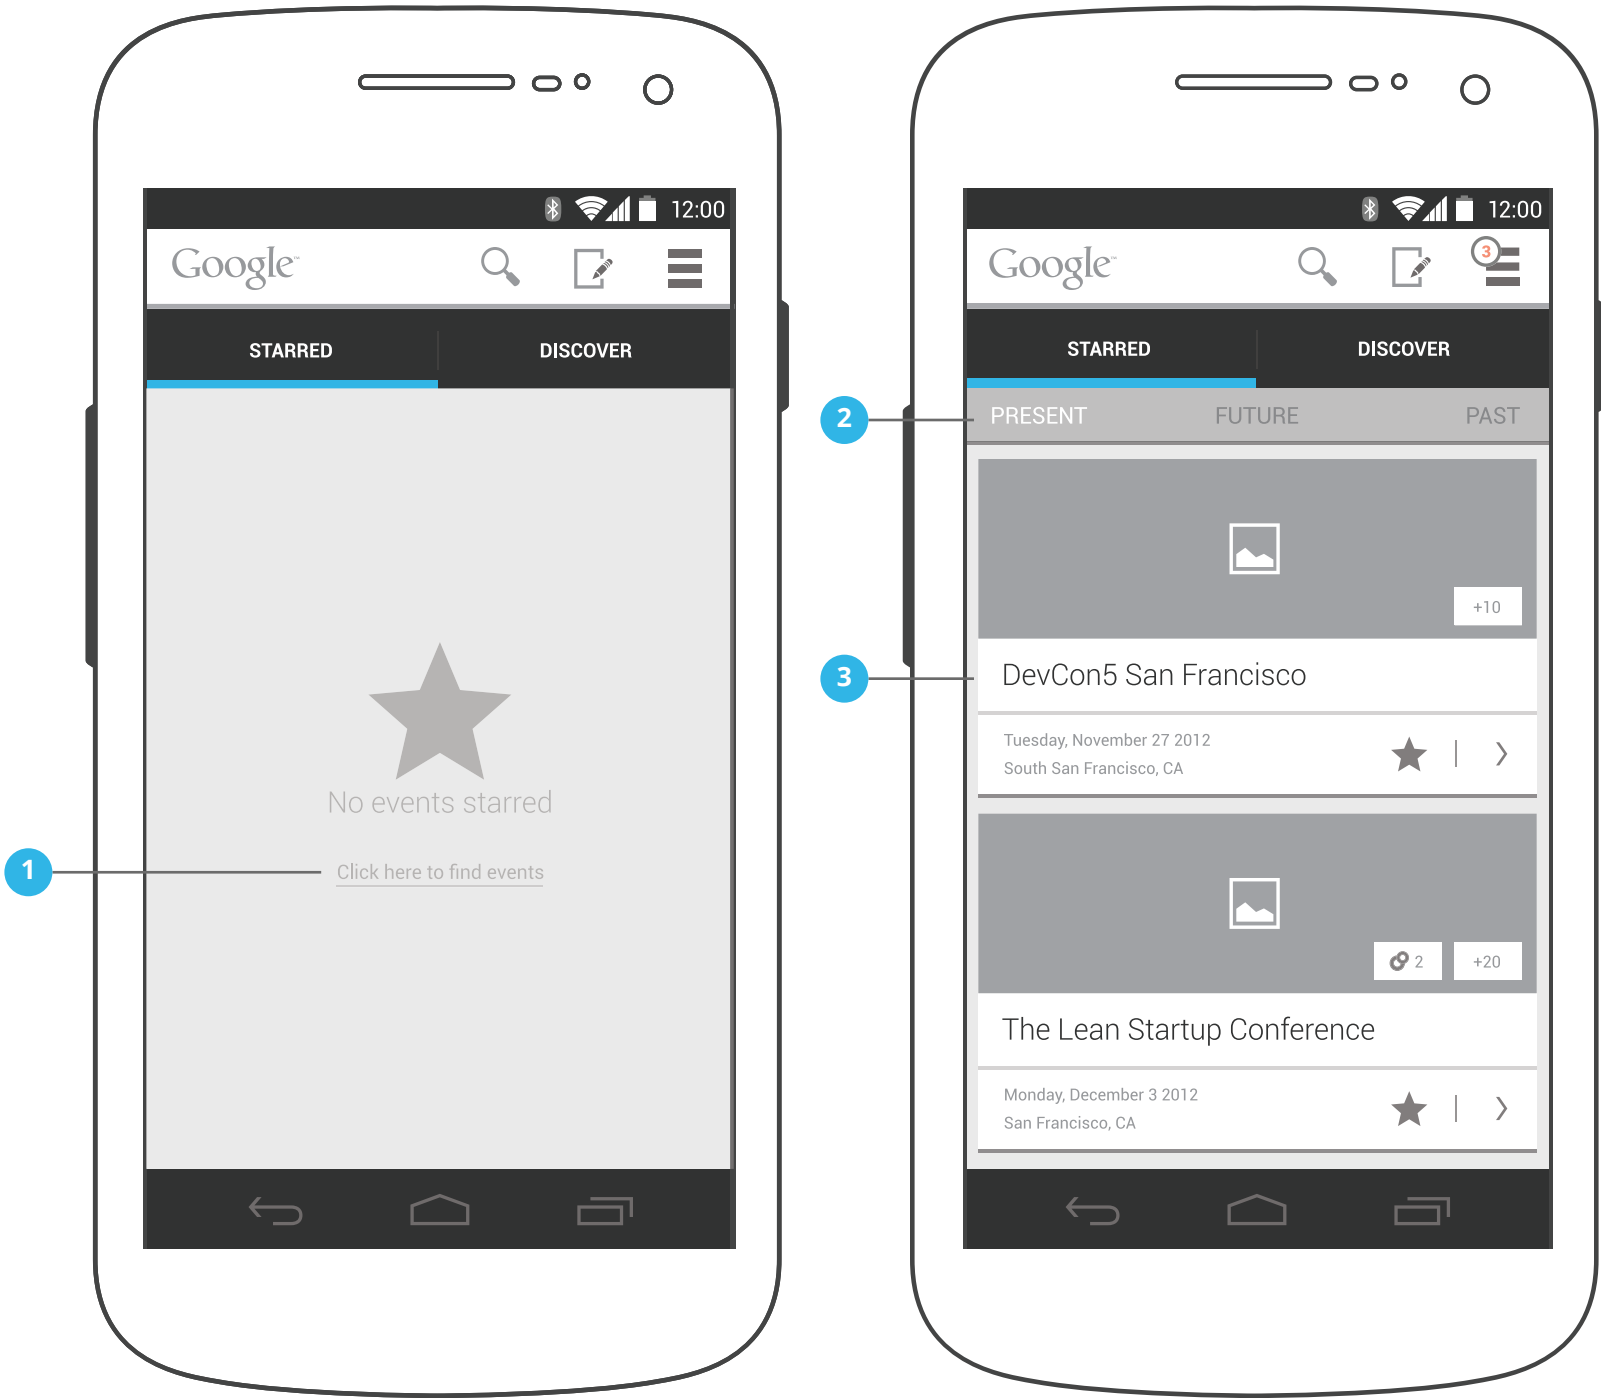 12:00
Google™
STARRED
DISCOVER
No events starred
1
Click here to find events
12:00
Google™
3
STARRED
DISCOVER
2
PRESENT
FUTURE
PAST
+10
3
DevCon5 San Francisco
Tuesday, November 27 2012
South San Francisco, CA
2
+20
The Lean Startup Conference
Monday, December 3 2012
San Francisco, CA